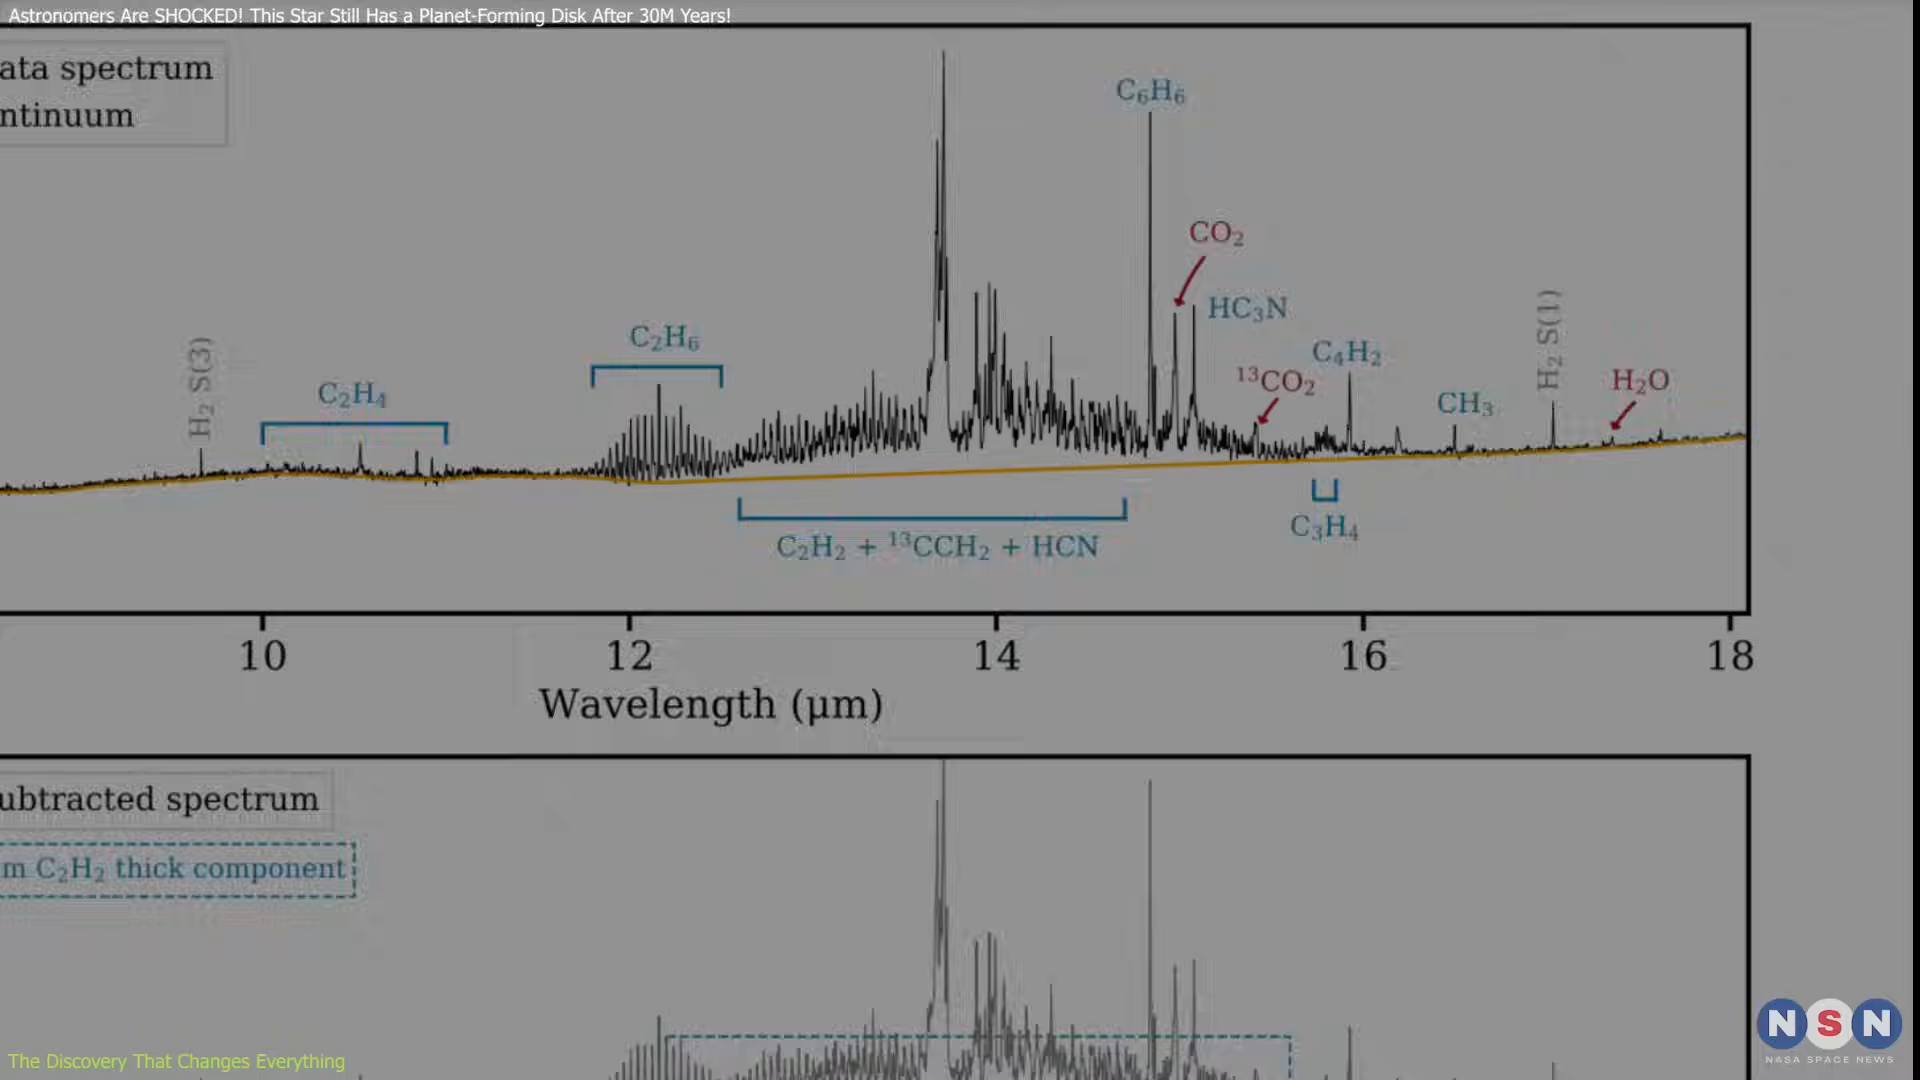 Astronomers Are SHOCKED! This Star Still Has a Planet-Forming Disk After 30M Years!
ata spectrum
ntinuum
C₆H₆
CO₂
HC₃N
C₂H₆
C₄H₂
¹³CO₂
H₂ S(3)
C₂H₄
CH₃
H₂ S(1)
H₂O
C₂H₂ + ¹³CCH₂ + HCN
C₃H₄
10 12 14 16 18
Wavelength (μm)
ubtracted spectrum
m C₂H₂ thick component
The Discovery That Changes Everything
NSN
NASA SPACE NEWS